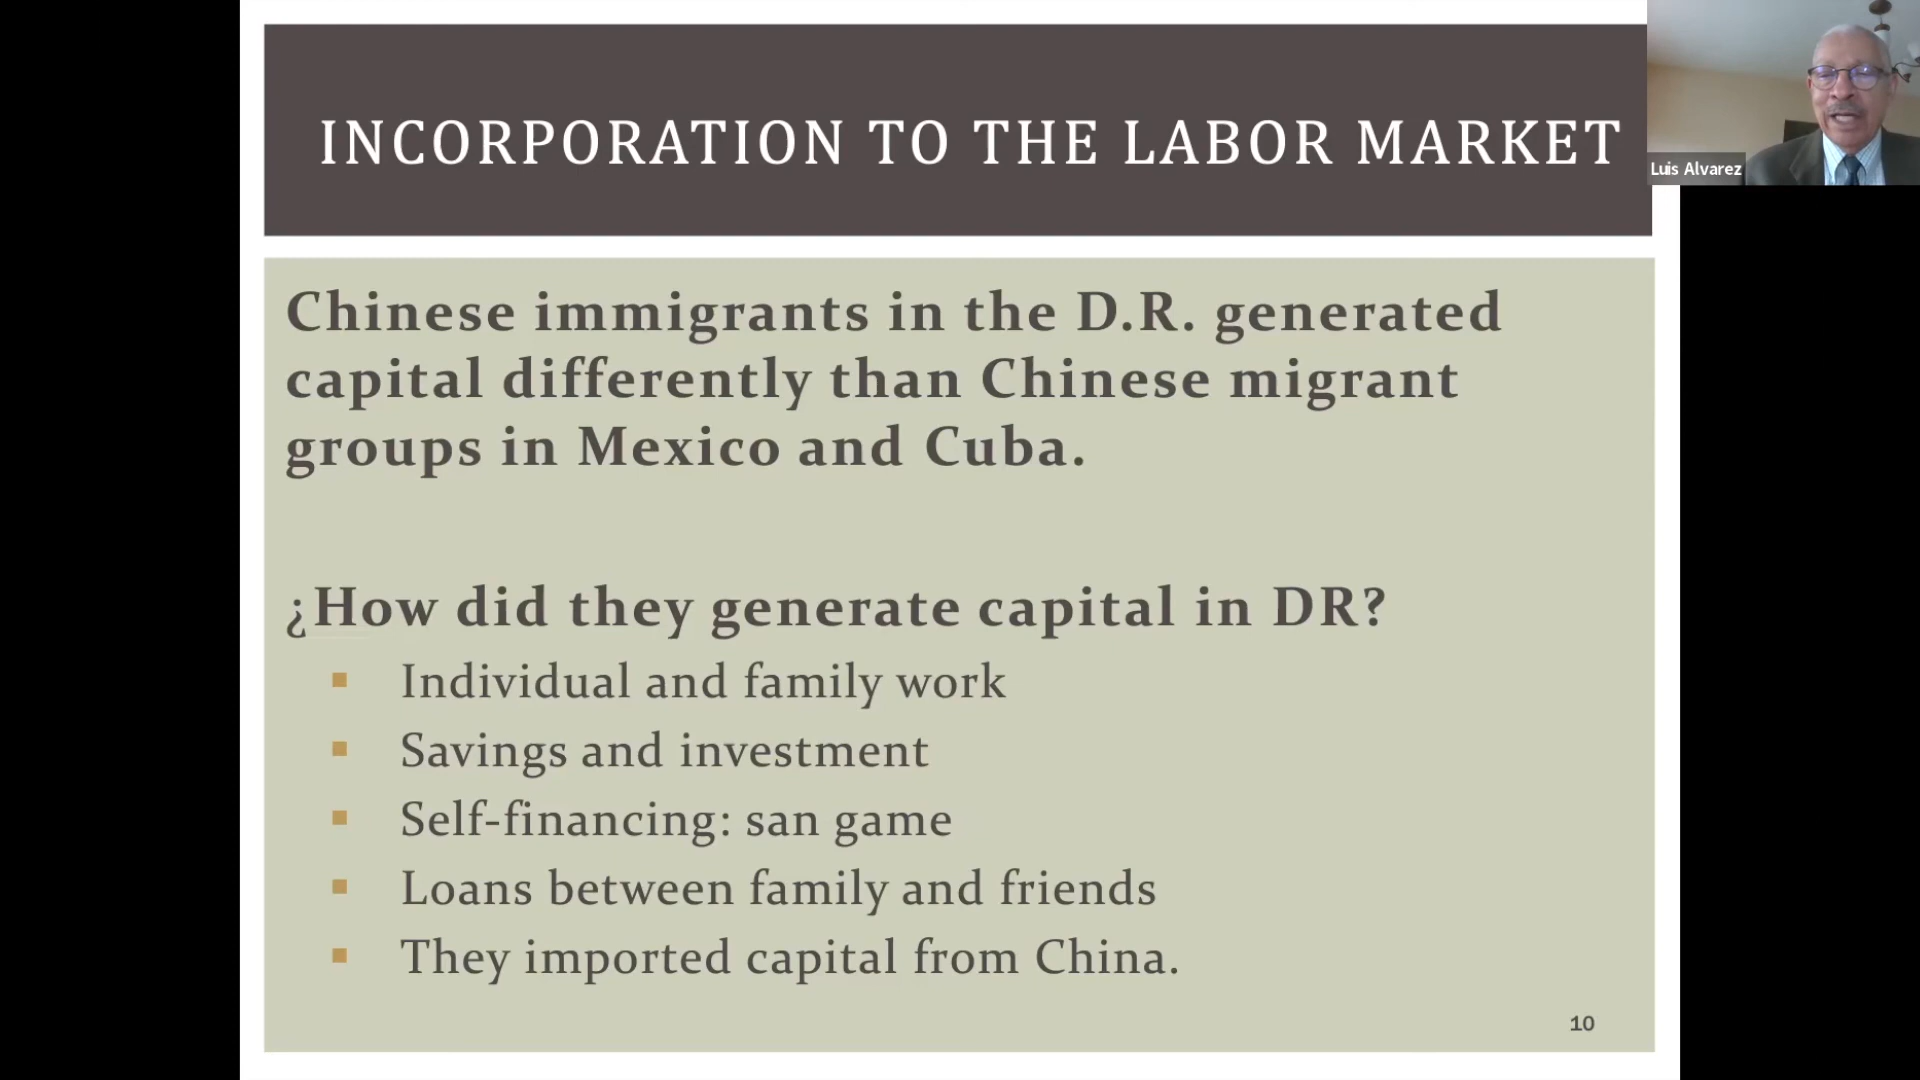 INCORPORATION TO THE LABOR MARKET
Luis Alvarez
Chinese immigrants in the D.R. generated
capital differently than Chinese migrant
groups in Mexico and Cuba.
¿How did they generate capital in DR?
▪ Individual and family work
▪ Savings and investment
▪ Self-financing: san game
▪ Loans between family and friends
▪ They imported capital from China.
10